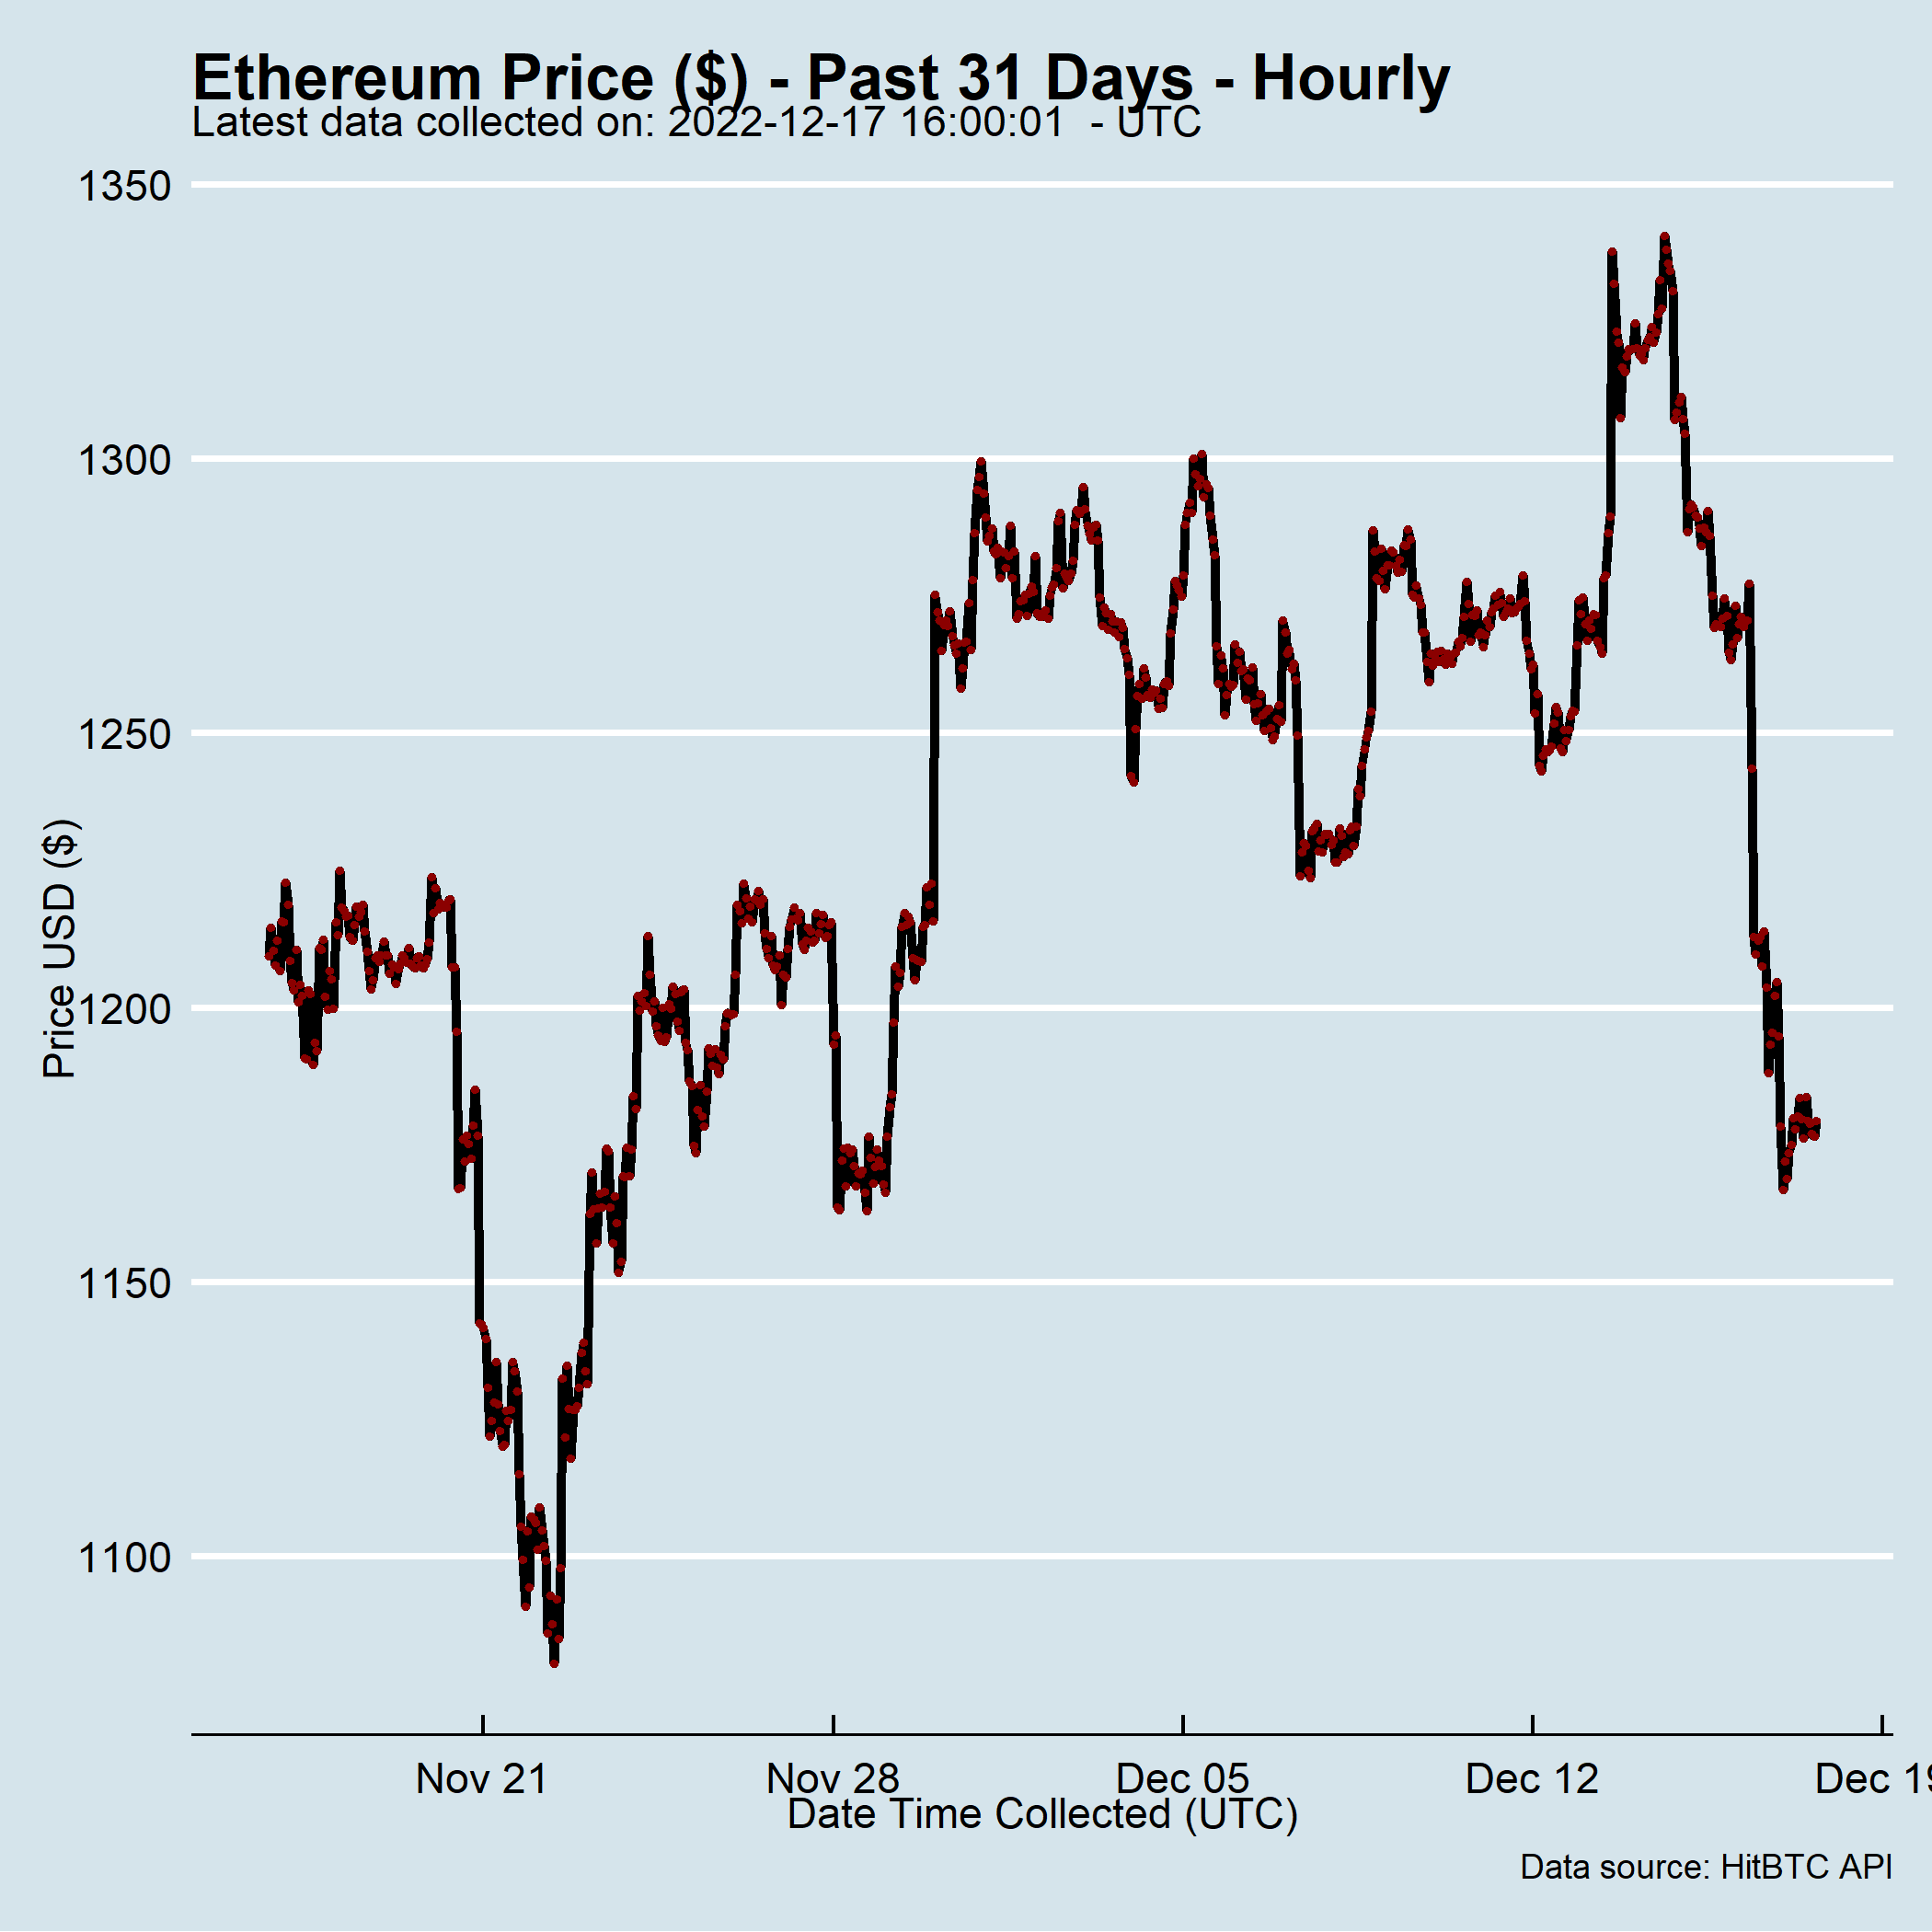 Ethereum Price ($) - Past 31 Days - Hourly
Latest data collected on: 2022-12-17 16:00:01  - UTC
1350
1300
1250
1200
1150
1100
Price USD ($)
Nov 21
Nov 28
Dec 05
Dec 12
Dec 19
Date Time Collected (UTC)
Data source: HitBTC API